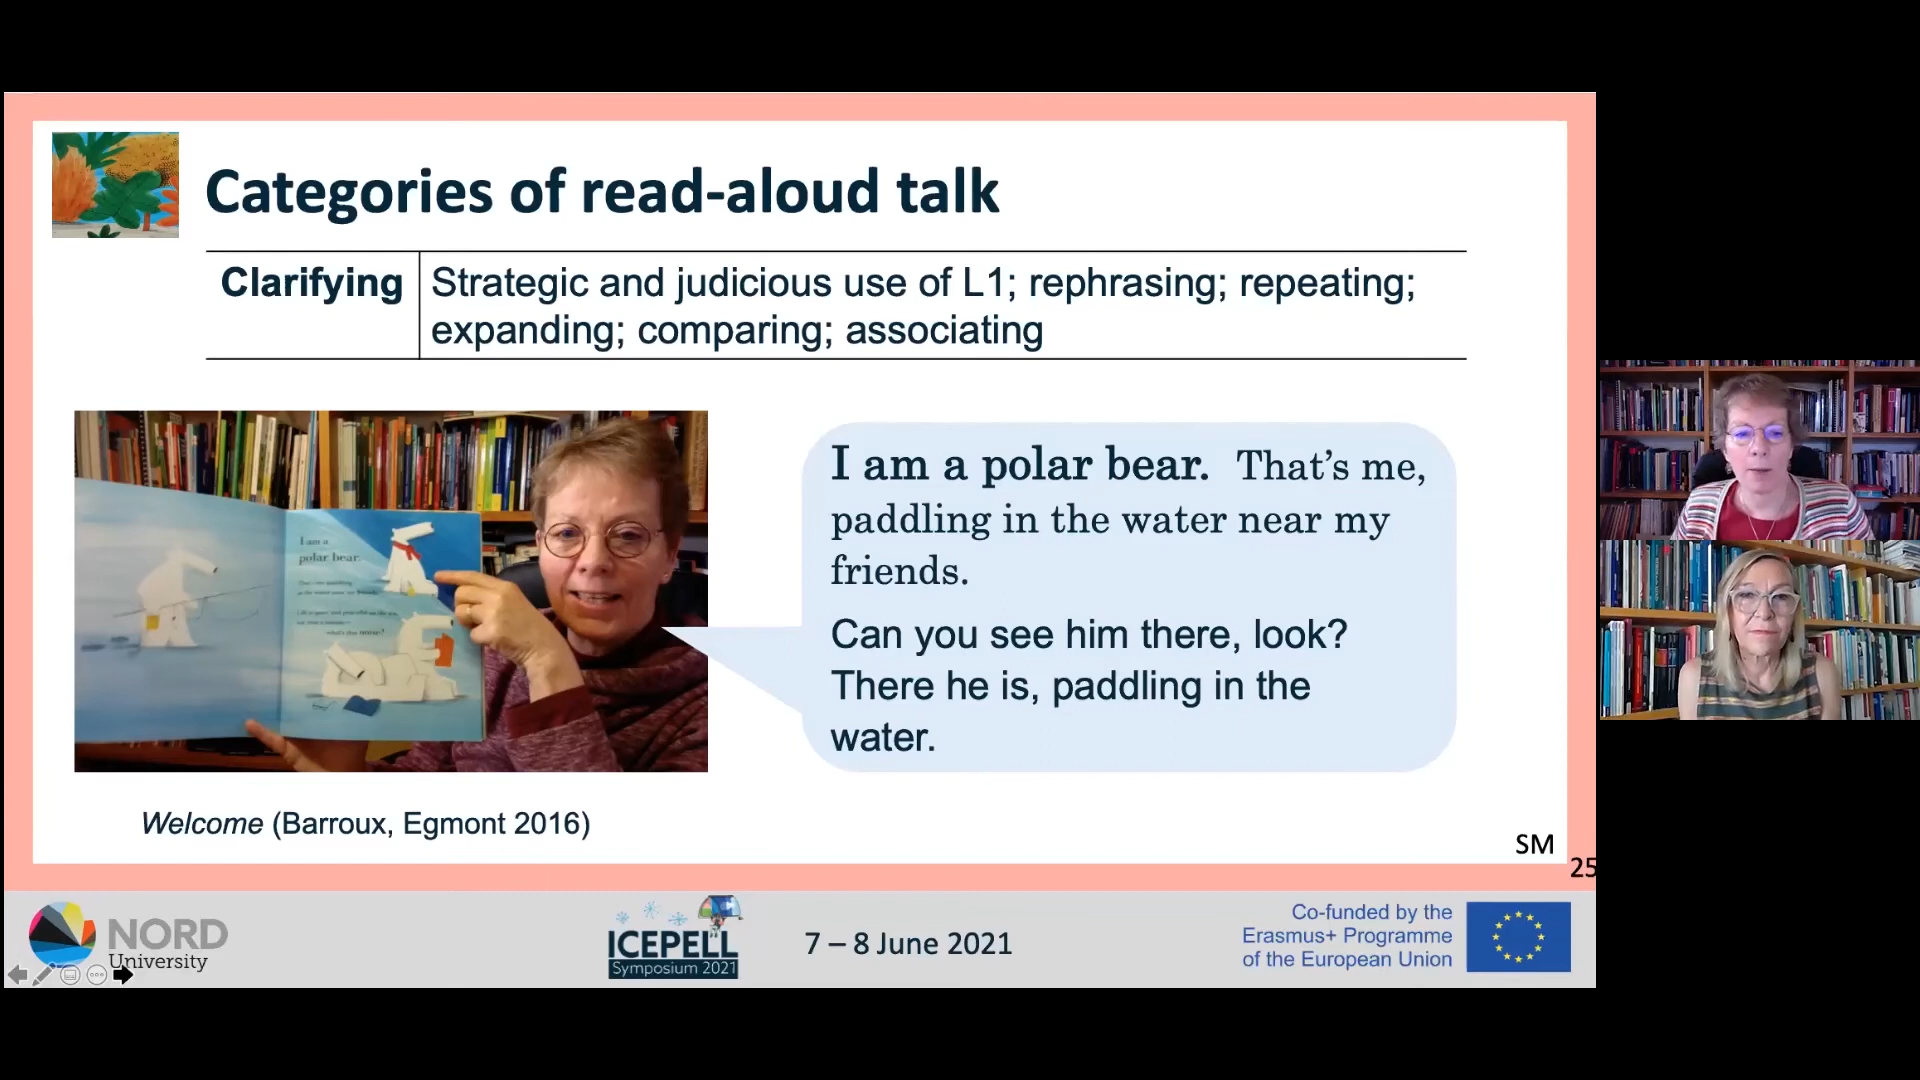 Categories of read-aloud talk
Clarifying
Strategic and judicious use of L1; rephrasing; repeating;
expanding; comparing; associating
I am a
polar bear.
what's this noise?
I am a polar bear. That's me,
paddling in the water near my
friends.
Can you see him there, look?
There he is, paddling in the
water.
Welcome (Barroux, Egmont 2016)
SM
25
NORD
University
ICEPELL
Symposium 2021
7 – 8 June 2021
Co-funded by the
Erasmus+ Programme
of the European Union